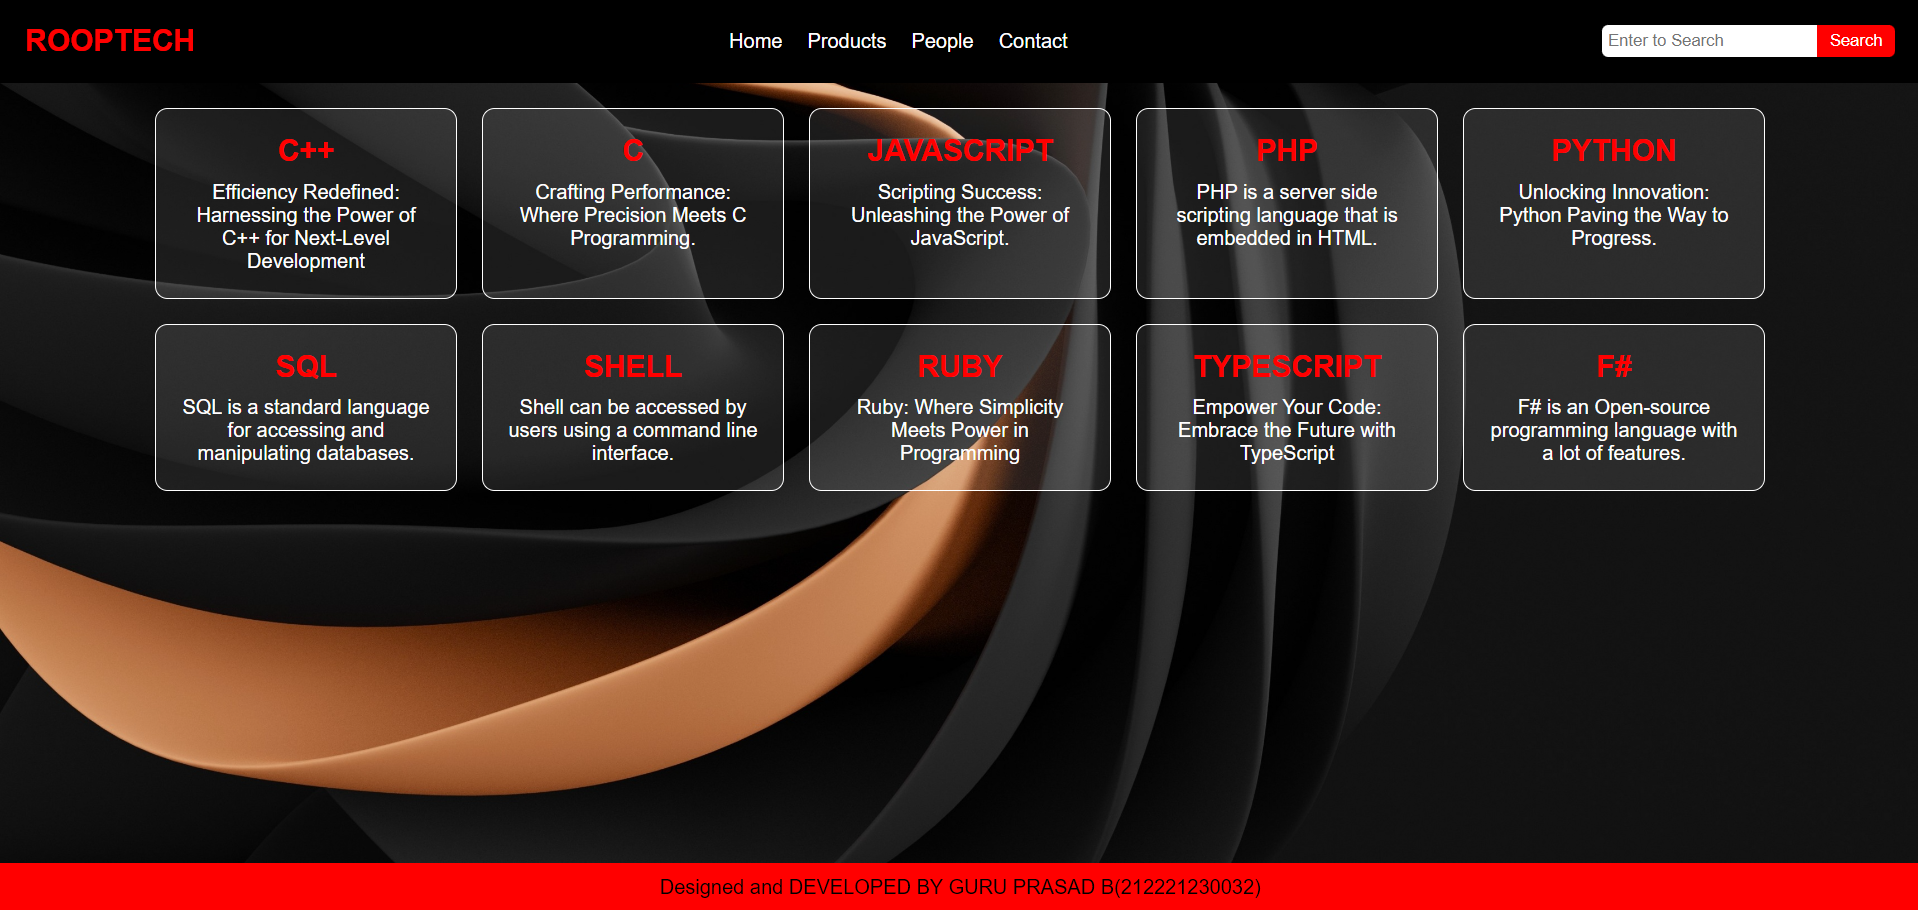 ROOPTECH
Home Products People Contact
Enter to Search Search
C++
Efficiency Redefined:
Harnessing the Power of
C++ for Next-Level
Development
C
Crafting Performance:
Where Precision Meets C
Programming.
JAVASCRIPT
Scripting Success:
Unleashing the Power of
JavaScript.
PHP
PHP is a server side
scripting language that is
embedded in HTML.
PYTHON
Unlocking Innovation:
Python Paving the Way to
Progress.
SQL
SQL is a standard language
for accessing and
manipulating databases.
SHELL
Shell can be accessed by
users using a command line
interface.
RUBY
Ruby: Where Simplicity
Meets Power in
Programming
TYPESCRIPT
Empower Your Code:
Embrace the Future with
TypeScript
F#
F# is an Open-source
programming language with
a lot of features.
Designed and DEVELOPED BY GURU PRASAD B(212221230032)